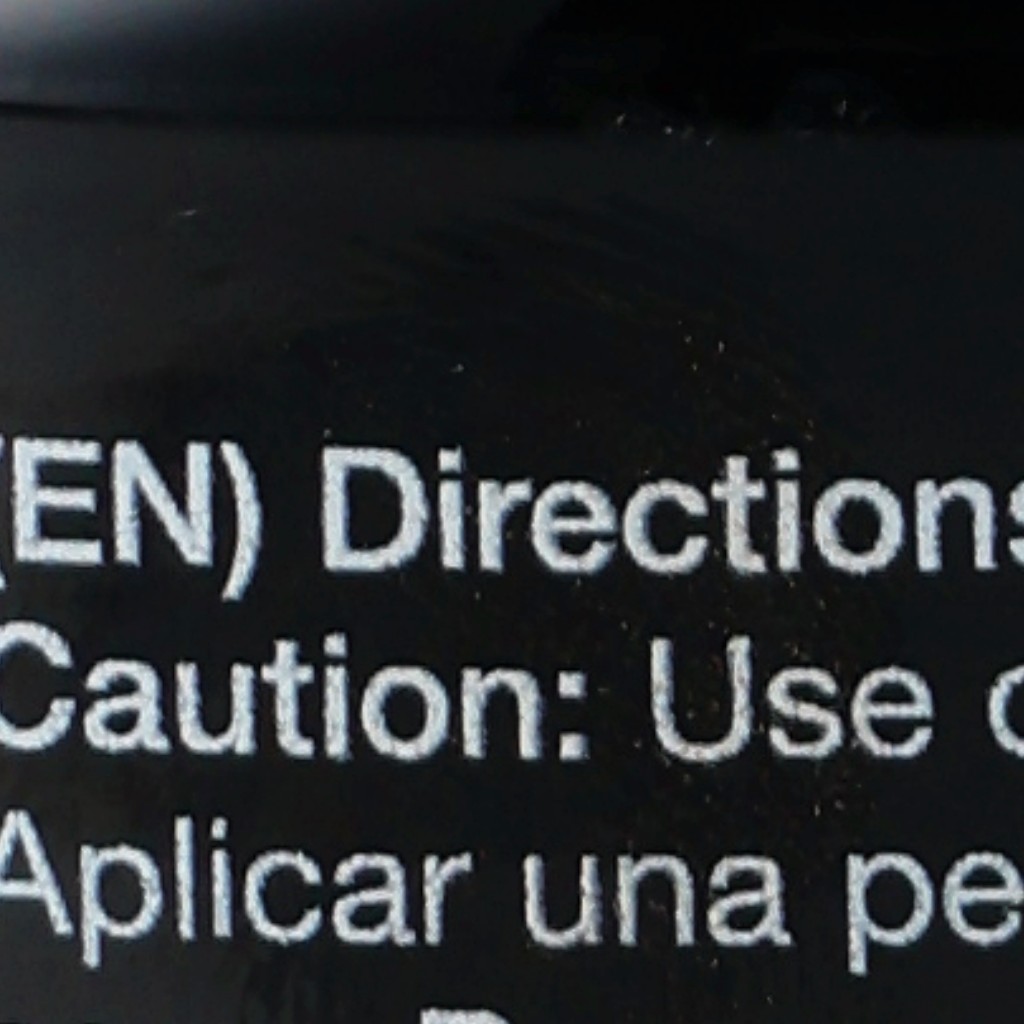 (EN) Directions
Caution: Use
Aplicar una